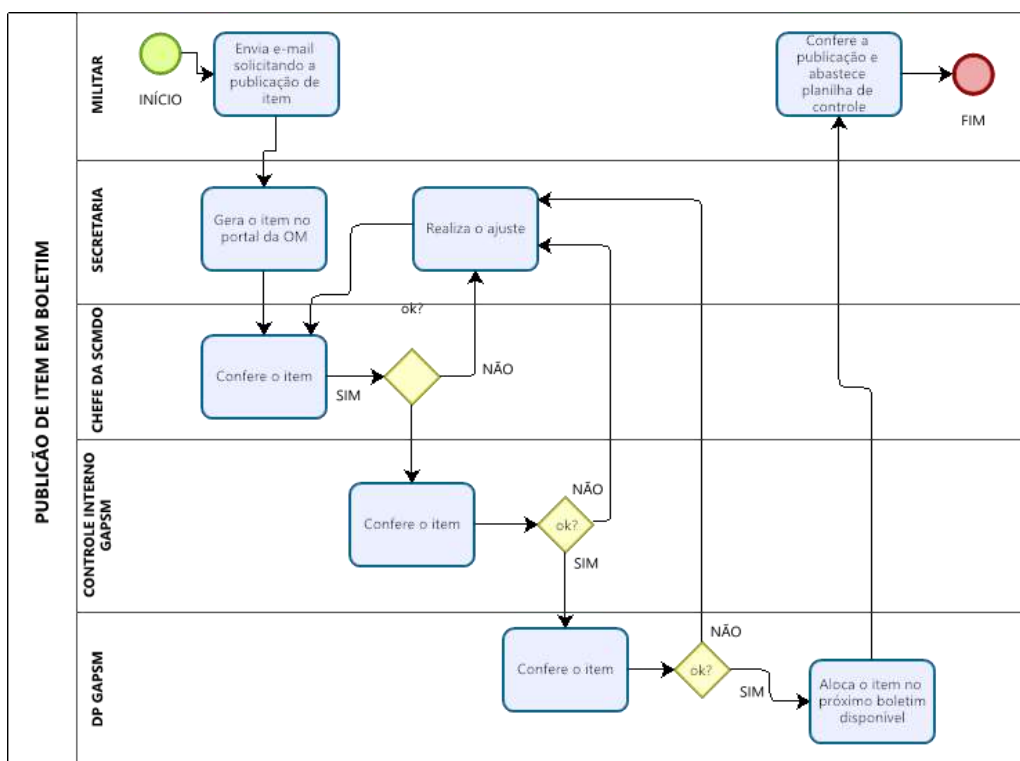 PUBLICÃO DE ITEM EM BOLETIM
MILITAR
INÍCIO
Envia e-mail
solicitando a
publicação de
item
Confere a
publicação e
abastece
planilha de
controle
FIM
SECRETARIA
Gera o item no
portal da OM
Realiza o ajuste
CHEFE DA SCMDO
ok?
Confere o item
SIM
NÃO
CONTROLE INTERNO
GAPSM
Confere o item
ok?
NÃO
SIM
DP GAPSM
Confere o item
ok?
NÃO
SIM
Aloca o item no
próximo boletim
disponível